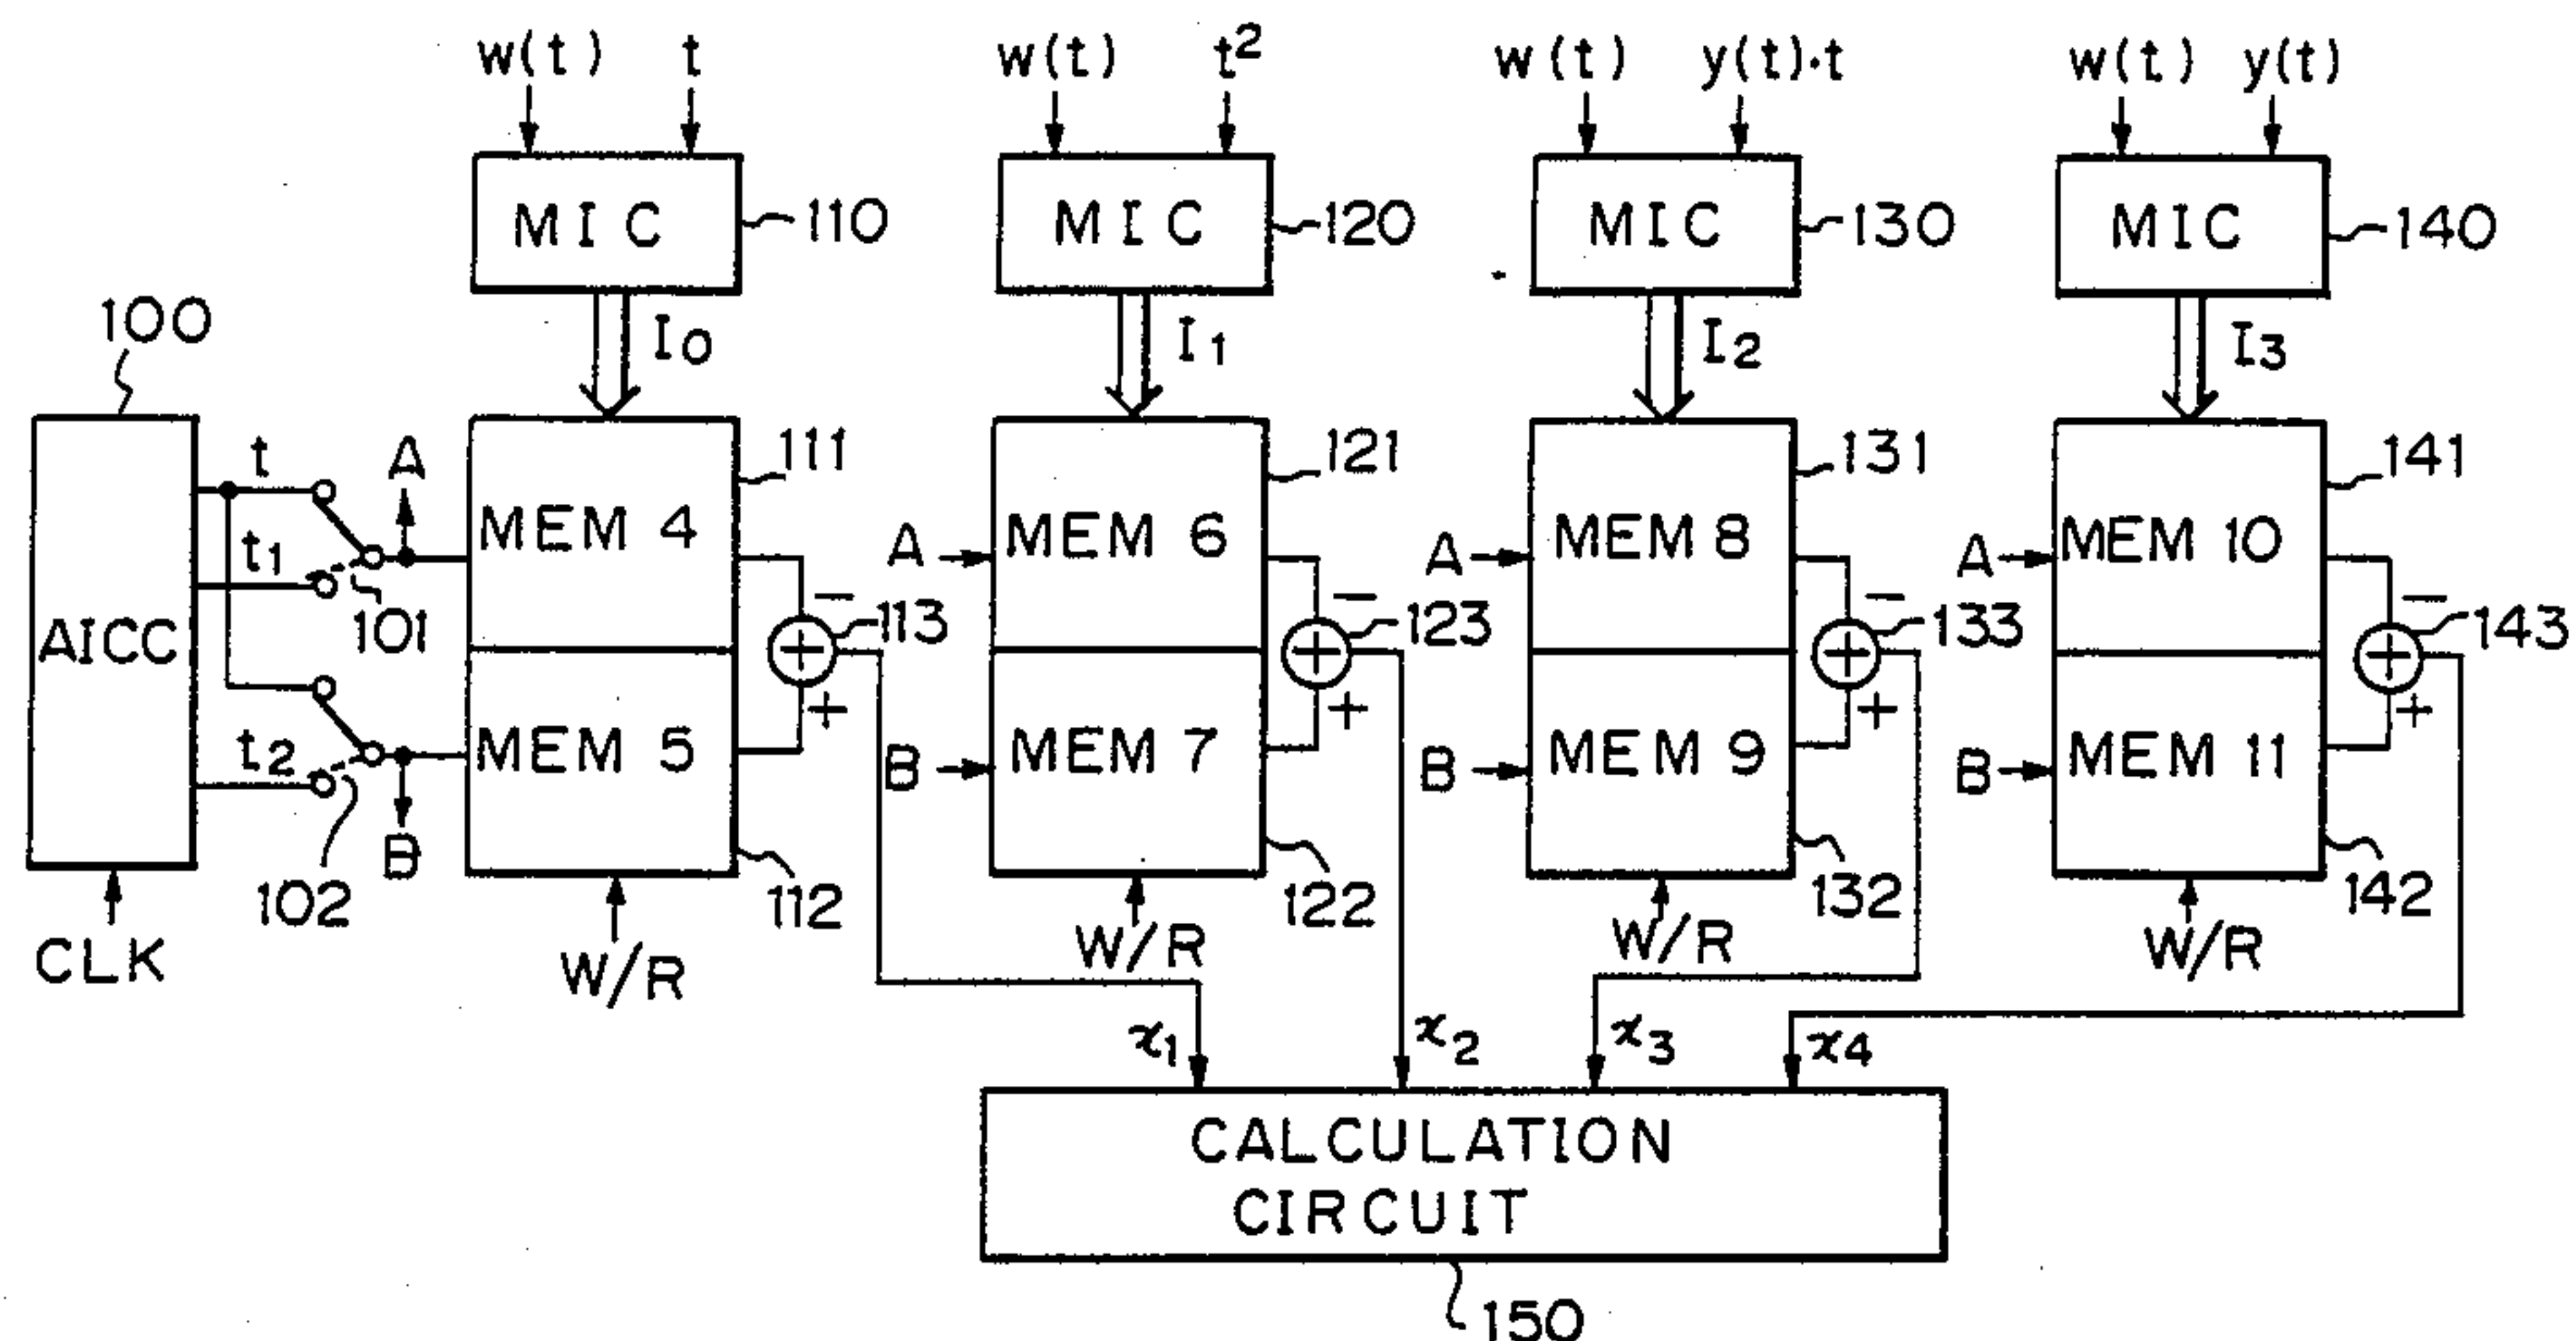 w(t) t w(t) t² w(t) y(t)·t w(t) y(t)
MIC 110 MIC 120 MIC 130 MIC 140
100 I0 I1 I2 I3
t A 111 121 131 141
MEM 4 A MEM 6 A MEM 8 A MEM 10
t1 101 − 113 − 123 − 133 − 143
AICC + + + +
t2 MEM 5 B MEM 7 B MEM 9 B MEM 11
102 B 112 122 132 142
CLK W/R W/R W/R W/R
x1 x2 x3 x4
CALCULATION
CIRCUIT
150